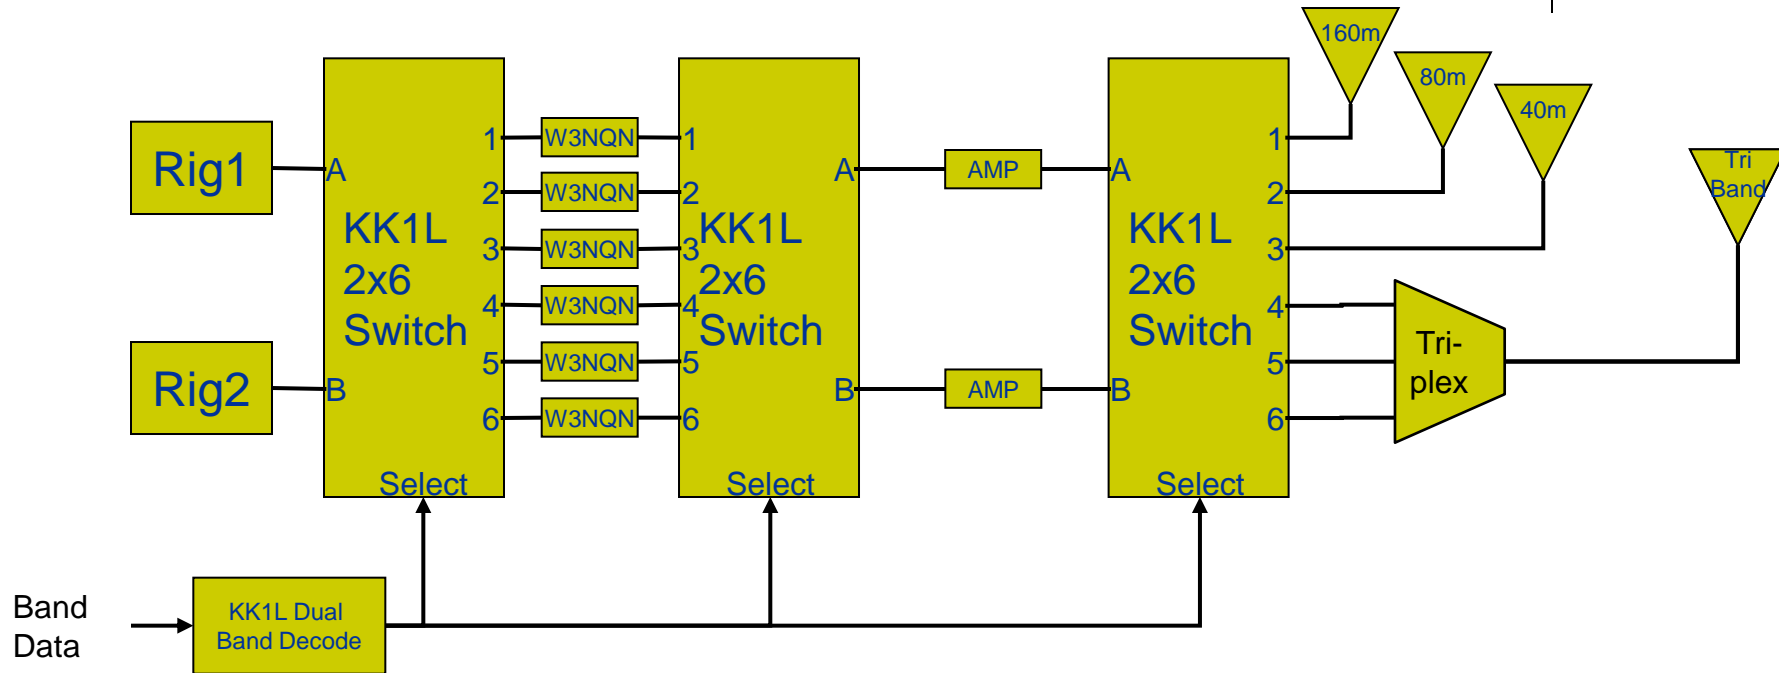 160m
80m
40m
Tri
Band
Rig1
Rig2
A
B
KK1L
2x6
Switch
1
2
3
4
5
6
Select
W3NQN
W3NQN
W3NQN
W3NQN
W3NQN
W3NQN
1
2
3
4
5
6
KK1L
2x6
Switch
A
B
Select
AMP
AMP
A
B
KK1L
2x6
Switch
1
2
3
4
5
6
Select
Tri-
plex
Band
Data
KK1L Dual
Band Decode